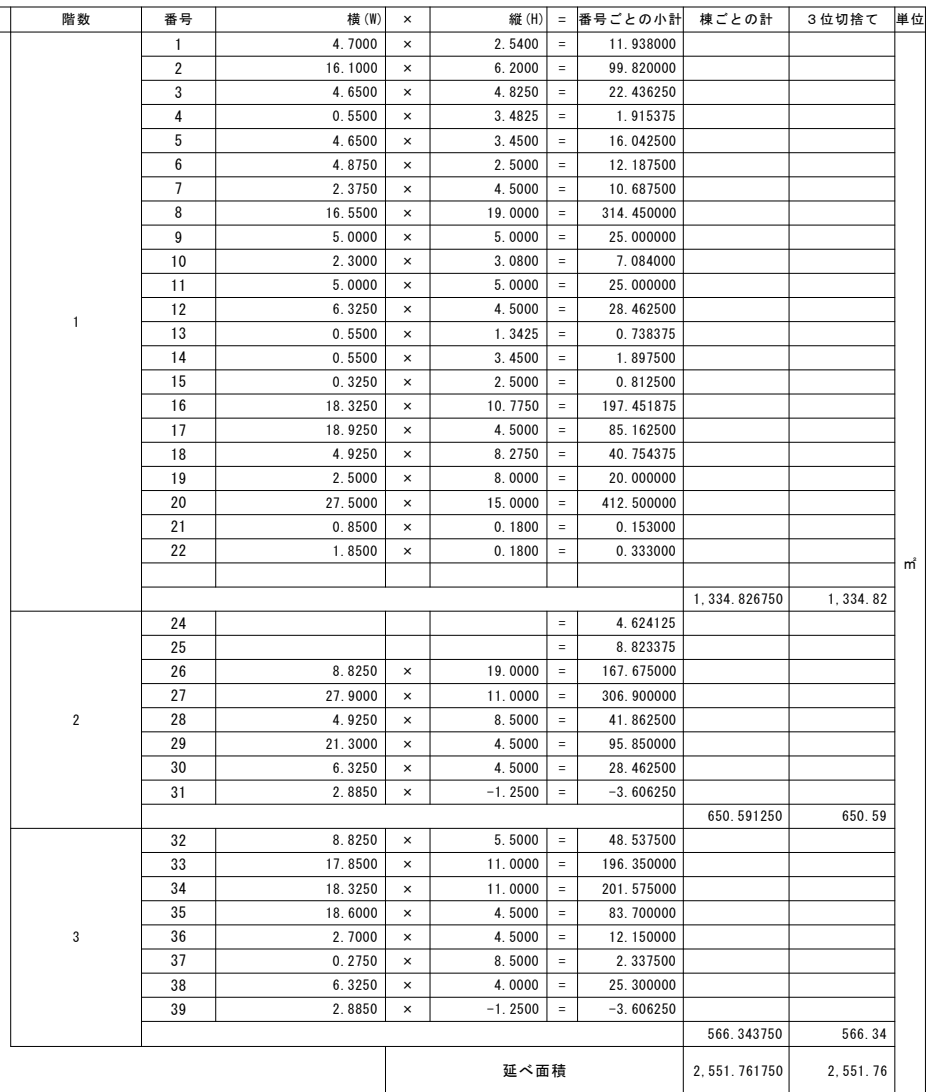 階数 番号 横(W) × 縦(H) = 番号ごとの小計 棟ごとの計 3位切捨て 単位
1 4.7000 × 2.5400 = 11.938000
2 16.1000 × 6.2000 = 99.820000
3 4.6500 × 4.8250 = 22.436250
4 0.5500 × 3.4825 = 1.915375
5 4.6500 × 3.4500 = 16.042500
6 4.8750 × 2.5000 = 12.187500
7 2.3750 × 4.5000 = 10.687500
8 16.5500 × 19.0000 = 314.450000
9 5.0000 × 5.0000 = 25.000000
10 2.3000 × 3.0800 = 7.084000
11 5.0000 × 5.0000 = 25.000000
12 6.3250 × 4.5000 = 28.462500
1
13 0.5500 × 1.3425 = 0.738375
14 0.5500 × 3.4500 = 1.897500
15 0.3250 × 2.5000 = 0.812500
16 18.3250 × 10.7750 = 197.451875
17 18.9250 × 4.5000 = 85.162500
18 4.9250 × 8.2750 = 40.754375
19 2.5000 × 8.0000 = 20.000000
20 27.5000 × 15.0000 = 412.500000
21 0.8500 × 0.1800 = 0.153000
22 1.8500 × 0.1800 = 0.333000
㎡
1,334.826750 1,334.82
24 = 4.624125
25 = 8.823375
26 8.8250 × 19.0000 = 167.675000
27 27.9000 × 11.0000 = 306.900000
2 28 4.9250 × 8.5000 = 41.862500
29 21.3000 × 4.5000 = 95.850000
30 6.3250 × 4.5000 = 28.462500
31 2.8850 × -1.2500 = -3.606250
650.591250 650.59
32 8.8250 × 5.5000 = 48.537500
33 17.8500 × 11.0000 = 196.350000
34 18.3250 × 11.0000 = 201.575000
35 18.6000 × 4.5000 = 83.700000
3 36 2.7000 × 4.5000 = 12.150000
37 0.2750 × 8.5000 = 2.337500
38 6.3250 × 4.0000 = 25.300000
39 2.8850 × -1.2500 = -3.606250
566.343750 566.34
延べ面積 2,551.761750 2,551.76